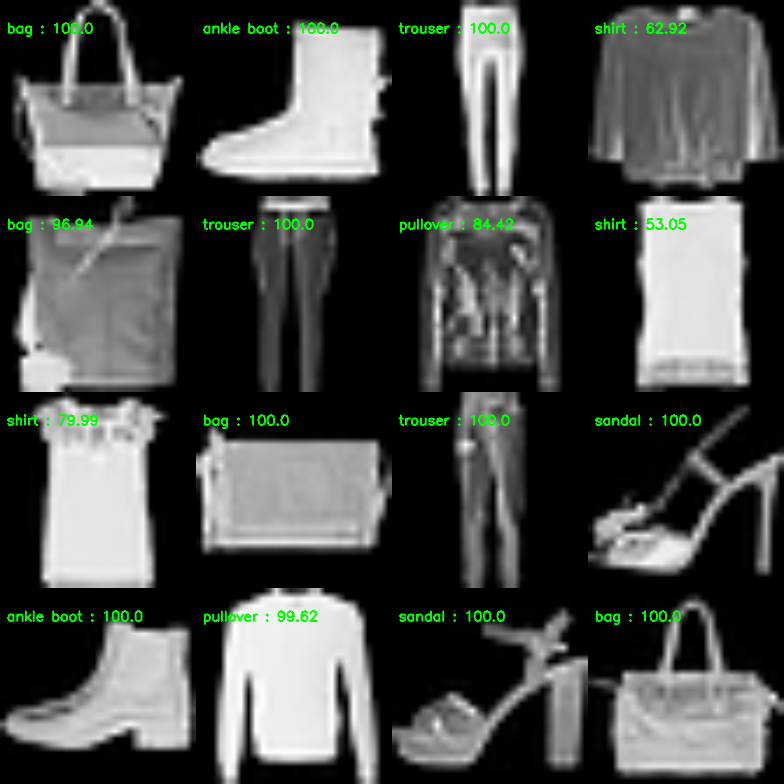 bag : 100.0
ankle boot : 100.0
trouser : 100.0
shirt : 62.92
bag : 96.94
trouser : 100.0
pullover : 84.42
shirt : 53.05
shirt : 79.99
bag : 100.0
trouser : 100.0
sandal : 100.0
ankle boot : 100.0
pullover : 99.62
sandal : 100.0
bag : 100.0